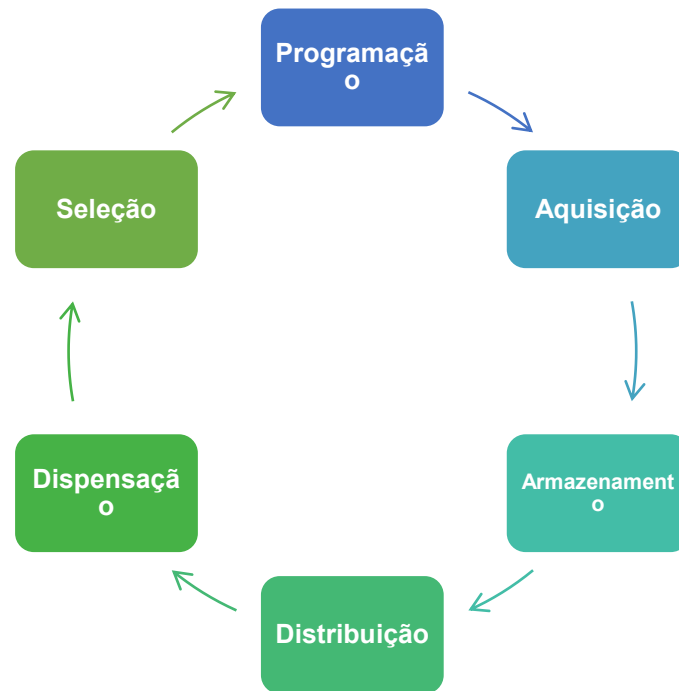 Programaçã
o
Seleção
Aquisição
Dispensaçã
o
Armazenament
o
Distribuição